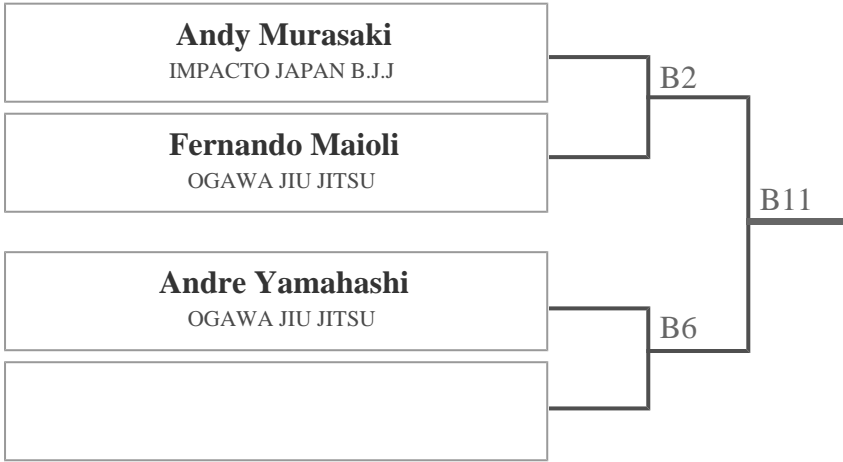 Andy Murasaki
IMPACTO JAPAN B.J.J
B2
Fernando Maioli
OGAWA JIU JITSU
B11
Andre Yamahashi
OGAWA JIU JITSU
B6